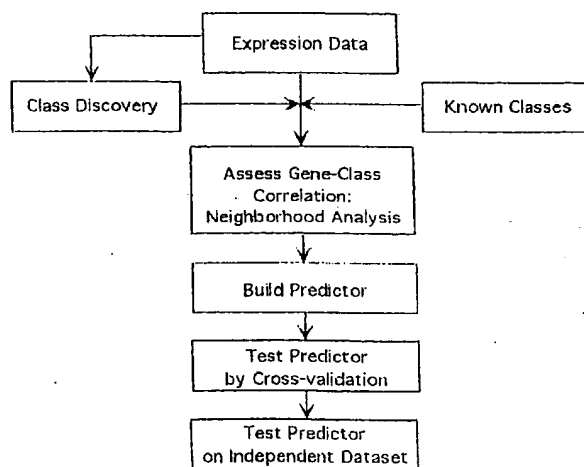 Expression Data
Class Discovery
Known Classes
Assess Gene-Class
Correlation:
Neighborhood Analysis
Build Predictor
Test Predictor
by Cross-validation
Test Predictor
on Independent Dataset